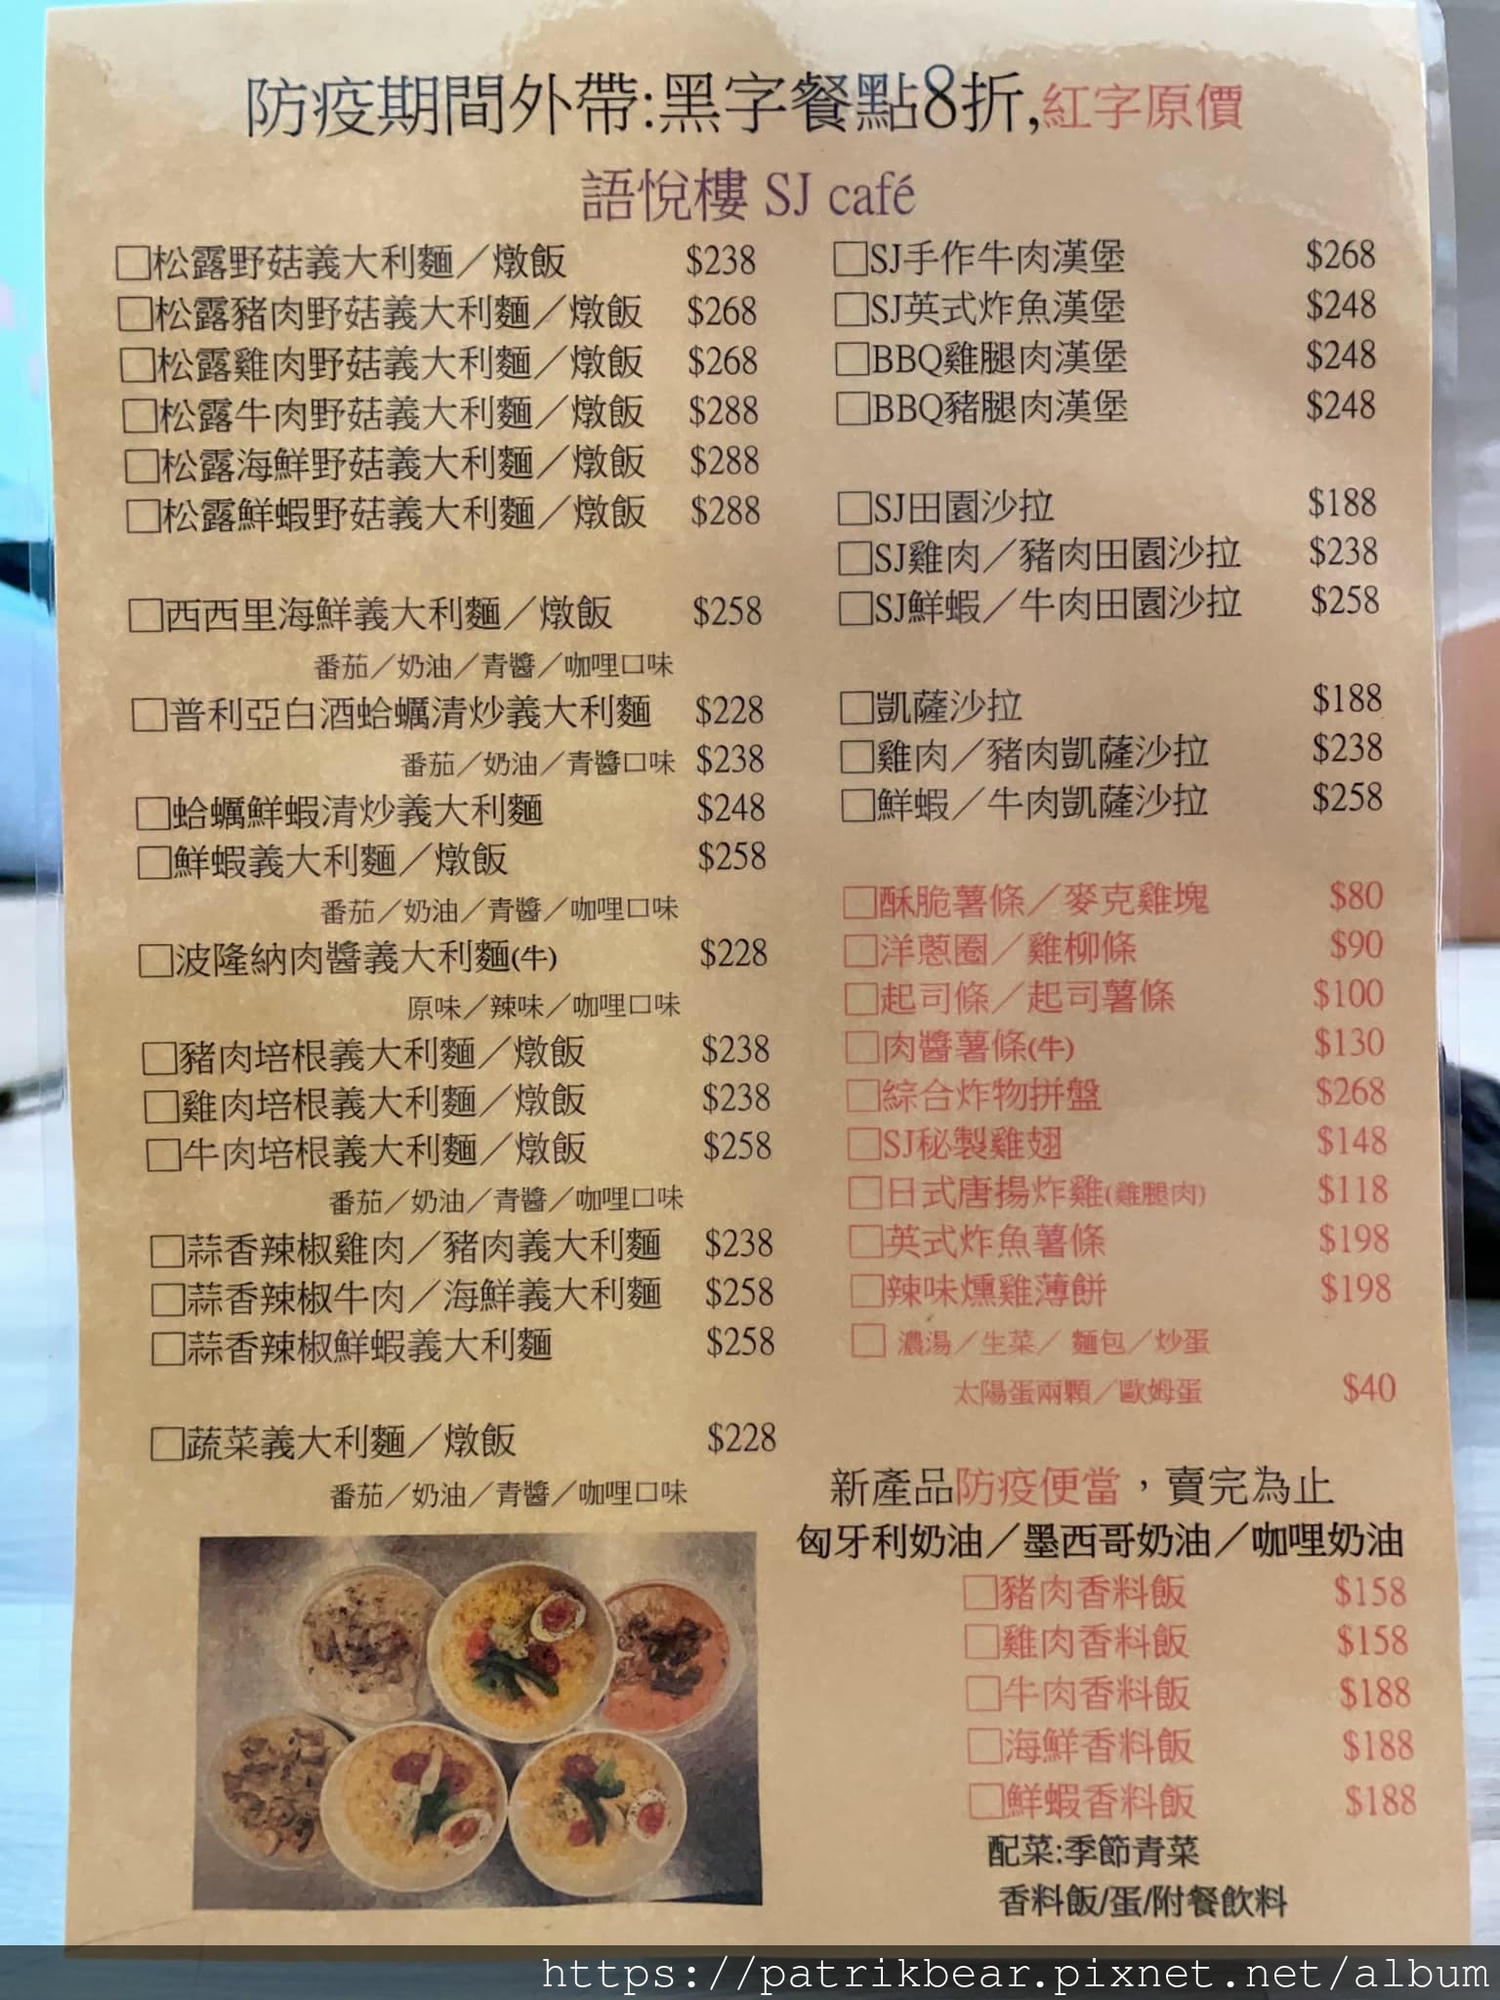 防疫期間外帶:黑字餐點8折,紅字原價
語悅樓 SJ café
□松露野菇義大利麵／燉飯 $238
□松露豬肉野菇義大利麵／燉飯 $268
□松露雞肉野菇義大利麵／燉飯 $268
□松露牛肉野菇義大利麵／燉飯 $288
□松露海鮮野菇義大利麵／燉飯 $288
□松露鮮蝦野菇義大利麵／燉飯 $288
□西西里海鮮義大利麵／燉飯 $258
番茄／奶油／青醬／咖哩口味
□普利亞白酒蛤蠣清炒義大利麵 $228
番茄／奶油／青醬口味 $238
□蛤蠣鮮蝦清炒義大利麵 $248
□鮮蝦義大利麵／燉飯 $258
番茄／奶油／青醬／咖哩口味
□波隆納肉醬義大利麵(牛) $228
原味／辣味／咖哩口味
□豬肉培根義大利麵／燉飯 $238
□雞肉培根義大利麵／燉飯 $238
□牛肉培根義大利麵／燉飯 $258
番茄／奶油／青醬／咖哩口味
□蒜香辣椒雞肉／豬肉義大利麵 $238
□蒜香辣椒牛肉／海鮮義大利麵 $258
□蒜香辣椒鮮蝦義大利麵 $258
□蔬菜義大利麵／燉飯 $228
番茄／奶油／青醬／咖哩口味
□SJ手作牛肉漢堡 $268
□SJ英式炸魚漢堡 $248
□BBQ雞腿肉漢堡 $248
□BBQ豬腿肉漢堡 $248
□SJ田園沙拉 $188
□SJ雞肉／豬肉田園沙拉 $238
□SJ鮮蝦／牛肉田園沙拉 $258
□凱薩沙拉 $188
□雞肉／豬肉凱薩沙拉 $238
□鮮蝦／牛肉凱薩沙拉 $258
□酥脆薯條／麥克雞塊 $80
□洋蔥圈／雞柳條 $90
□起司條／起司薯條 $100
□肉醬薯條(牛) $130
□綜合炸物拼盤 $268
□SJ秘製雞翅 $148
□日式唐揚炸雞(雞腿肉) $118
□英式炸魚薯條 $198
□辣味燻雞薄餅 $198
□ 濃湯／生菜／ 麵包／炒蛋
太陽蛋兩顆／歐姆蛋 $40
新產品防疫便當，賣完為止
匈牙利奶油／墨西哥奶油／咖哩奶油
□豬肉香料飯 $158
□雞肉香料飯 $158
□牛肉香料飯 $188
□海鮮香料飯 $188
□鮮蝦香料飯 $188
配菜:季節青菜
香料飯/蛋/附餐飲料
https://patrikbear.pixnet.net/album